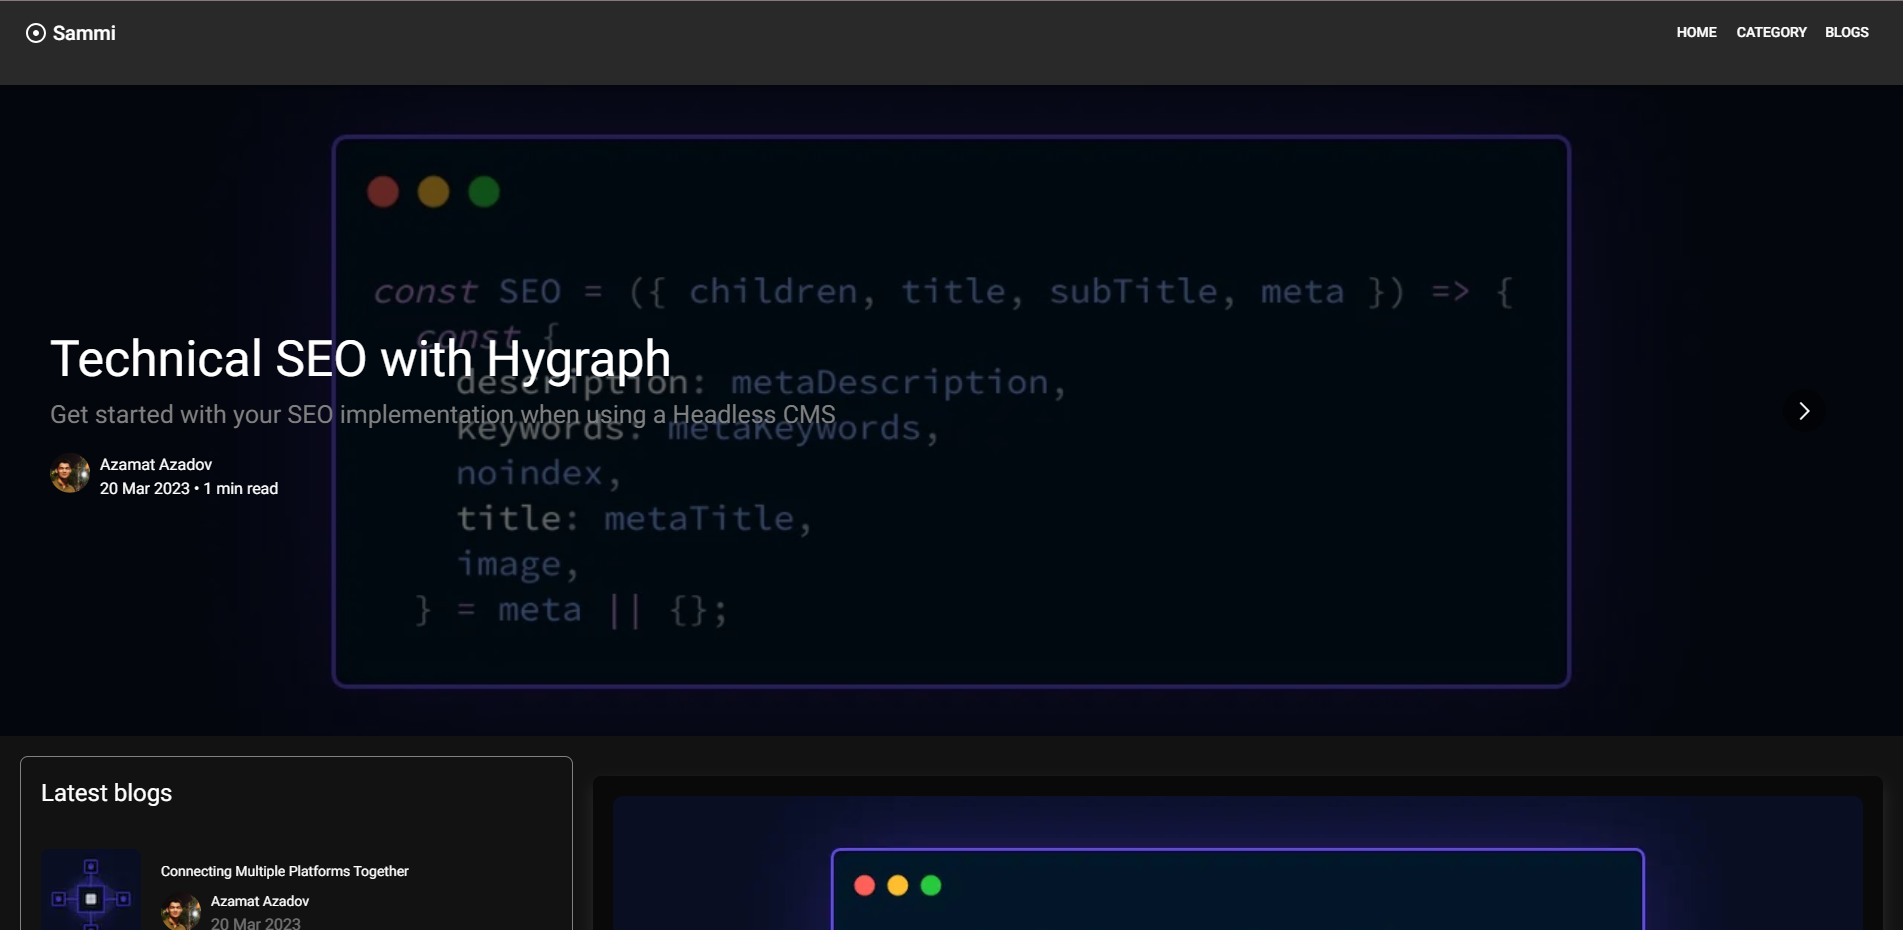 Sammi
HOME CATEGORY BLOGS
const SEO = ({ children, title, subTitle, meta }) => {
const {
Technical SEO with Hygraph
description: metaDescription,
Get started with your SEO implementation when using a Headless CMS
keywords: metaKeywords,
Azamat Azadov
20 Mar 2023 • 1 min read
noindex,
title: metaTitle,
image,
} = meta || {};
Latest blogs
Connecting Multiple Platforms Together
Azamat Azadov
20 Mar 2023